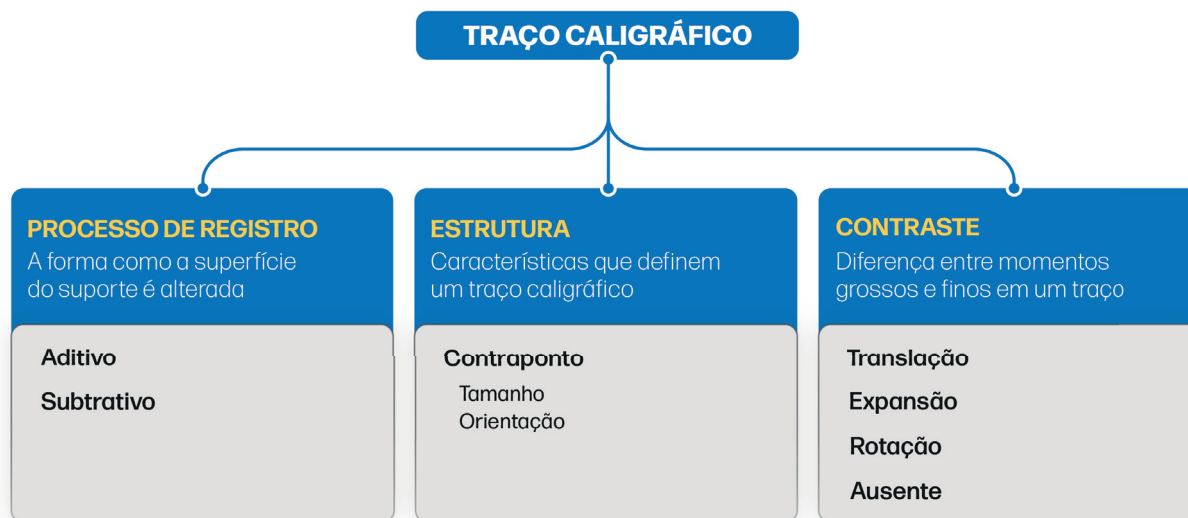 TRAÇO CALIGRÁFICO
PROCESSO DE REGISTRO
A forma como a superfície
do suporte é alterada
Aditivo
Subtrativo
ESTRUTURA
Características que definem
um traço caligráfico
Contraponto
Tamanho
Orientação
CONTRASTE
Diferença entre momentos
grossos e finos em um traço
Translação
Expansão
Rotação
Ausente